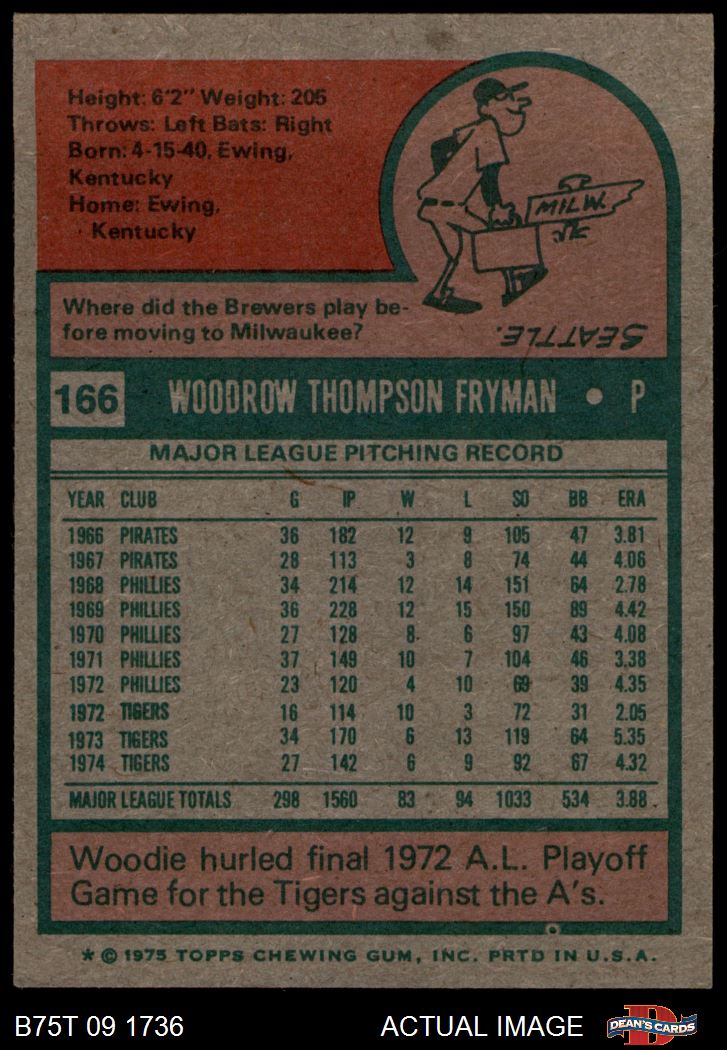 Height: 6'2" Weight: 205
Throws: Left Bats: Right
Born: 4-15-40, Ewing,
Kentucky
Home: Ewing,
Kentucky
MILW.
Where did the Brewers play be-
fore moving to Milwaukee?
SEATTLE.
166 WOODROW THOMPSON FRYMAN • P
MAJOR LEAGUE PITCHING RECORD
YEAR CLUB G IP W L SO BB ERA
1966 PIRATES 36 182 12 9 105 47 3.81
1967 PIRATES 28 113 3 8 74 44 4.06
1968 PHILLIES 34 214 12 14 151 64 2.78
1969 PHILLIES 36 228 12 15 150 89 4.42
1970 PHILLIES 27 128 8 6 97 43 4.08
1971 PHILLIES 37 149 10 7 104 46 3.38
1972 PHILLIES 23 120 4 10 69 39 4.35
1972 TIGERS 16 114 10 3 72 31 2.05
1973 TIGERS 34 170 6 13 119 64 5.35
1974 TIGERS 27 142 6 9 92 67 4.32
MAJOR LEAGUE TOTALS 298 1560 83 94 1033 534 3.88
Woodie hurled final 1972 A.L. Playoff
Game for the Tigers against the A's.
* © 1975 TOPPS CHEWING GUM, INC. PRTD IN U.S.A.
B75T 09 1736 ACTUAL IMAGE D DEAN'S CARDS